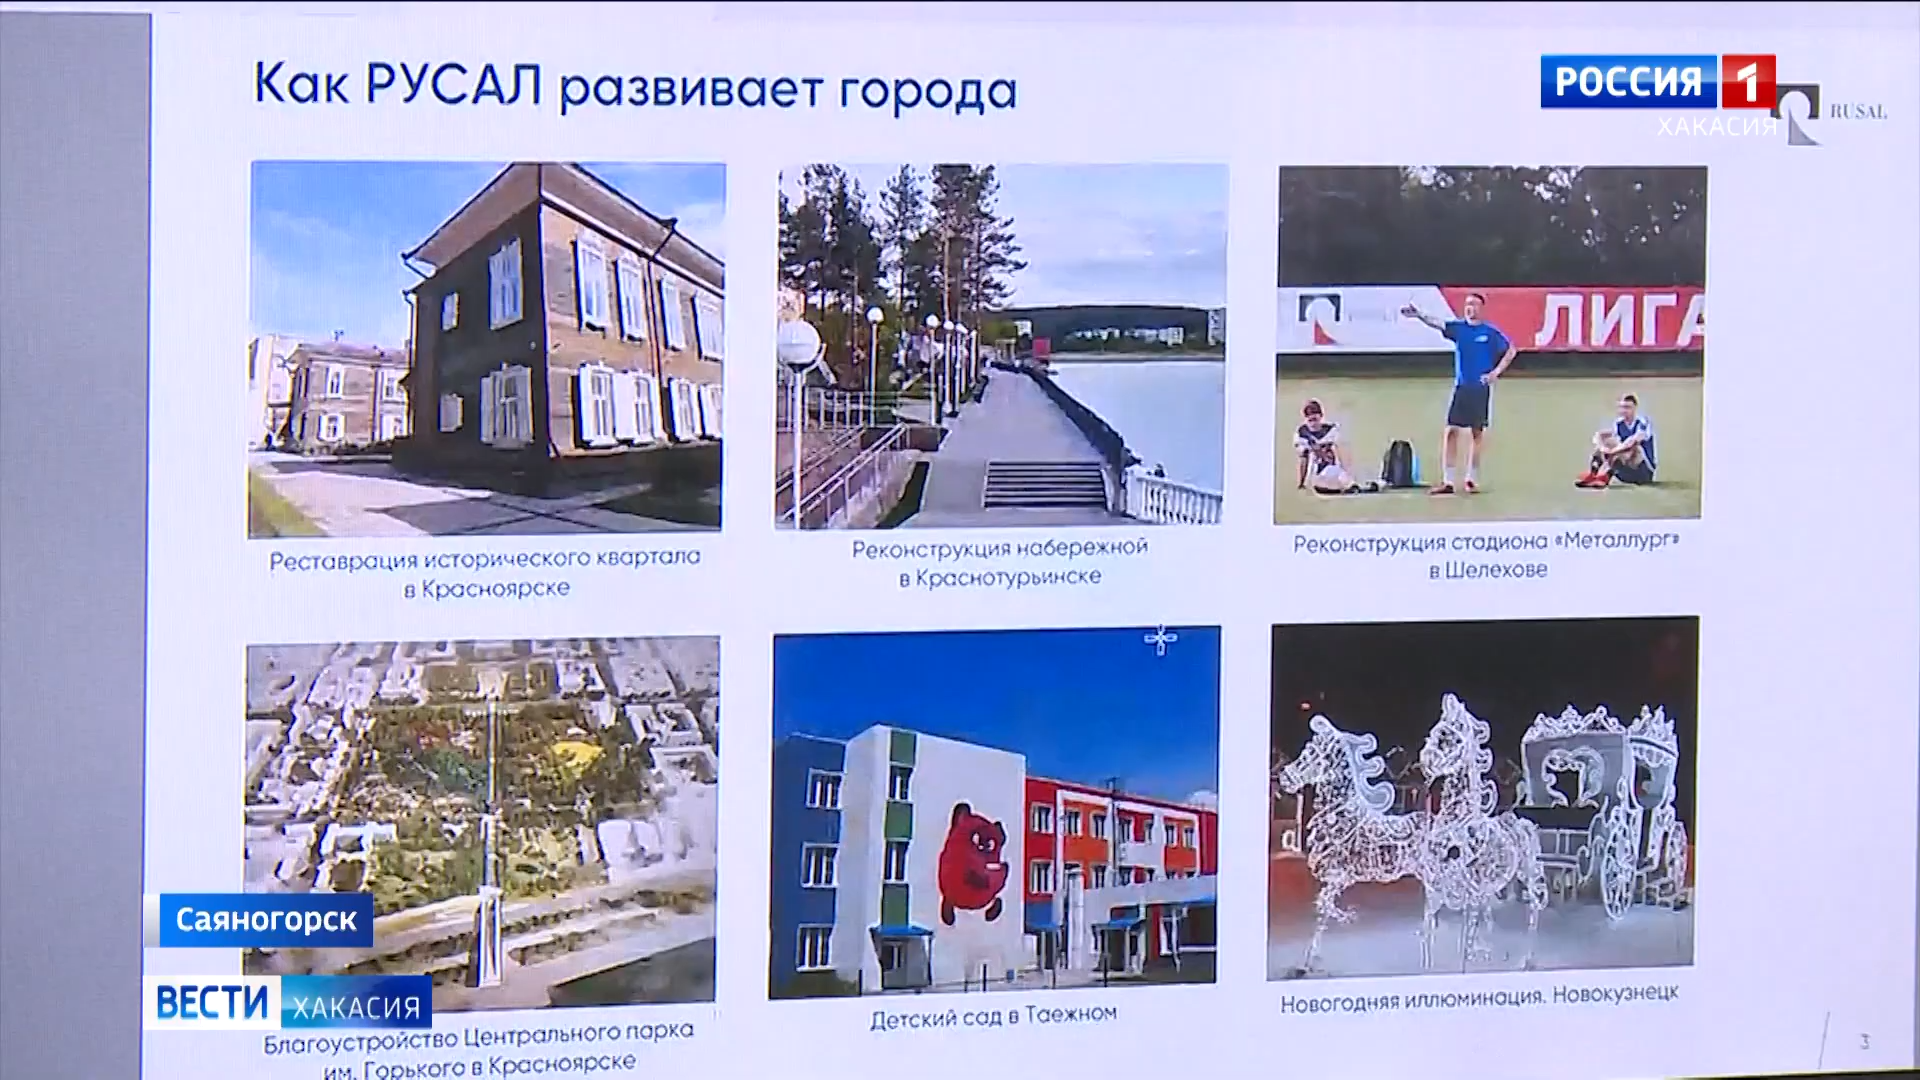 Как РУСАЛ развивает города
РОССИЯ 1
ХАКАСИЯ
RUSAL
ЛИГА
Реставрация исторического квартала
в Красноярске
Реконструкция набережной
в Краснотурьинске
Реконструкция стадиона «Металлург»
в Шелехове
Саяногорск
ВЕСТИ ХАКАСИЯ
Благоустройство Центрального парка
им. Горького в Красноярске
Детский сад в Таежном
Новогодняя иллюминация. Новокузнецк
3